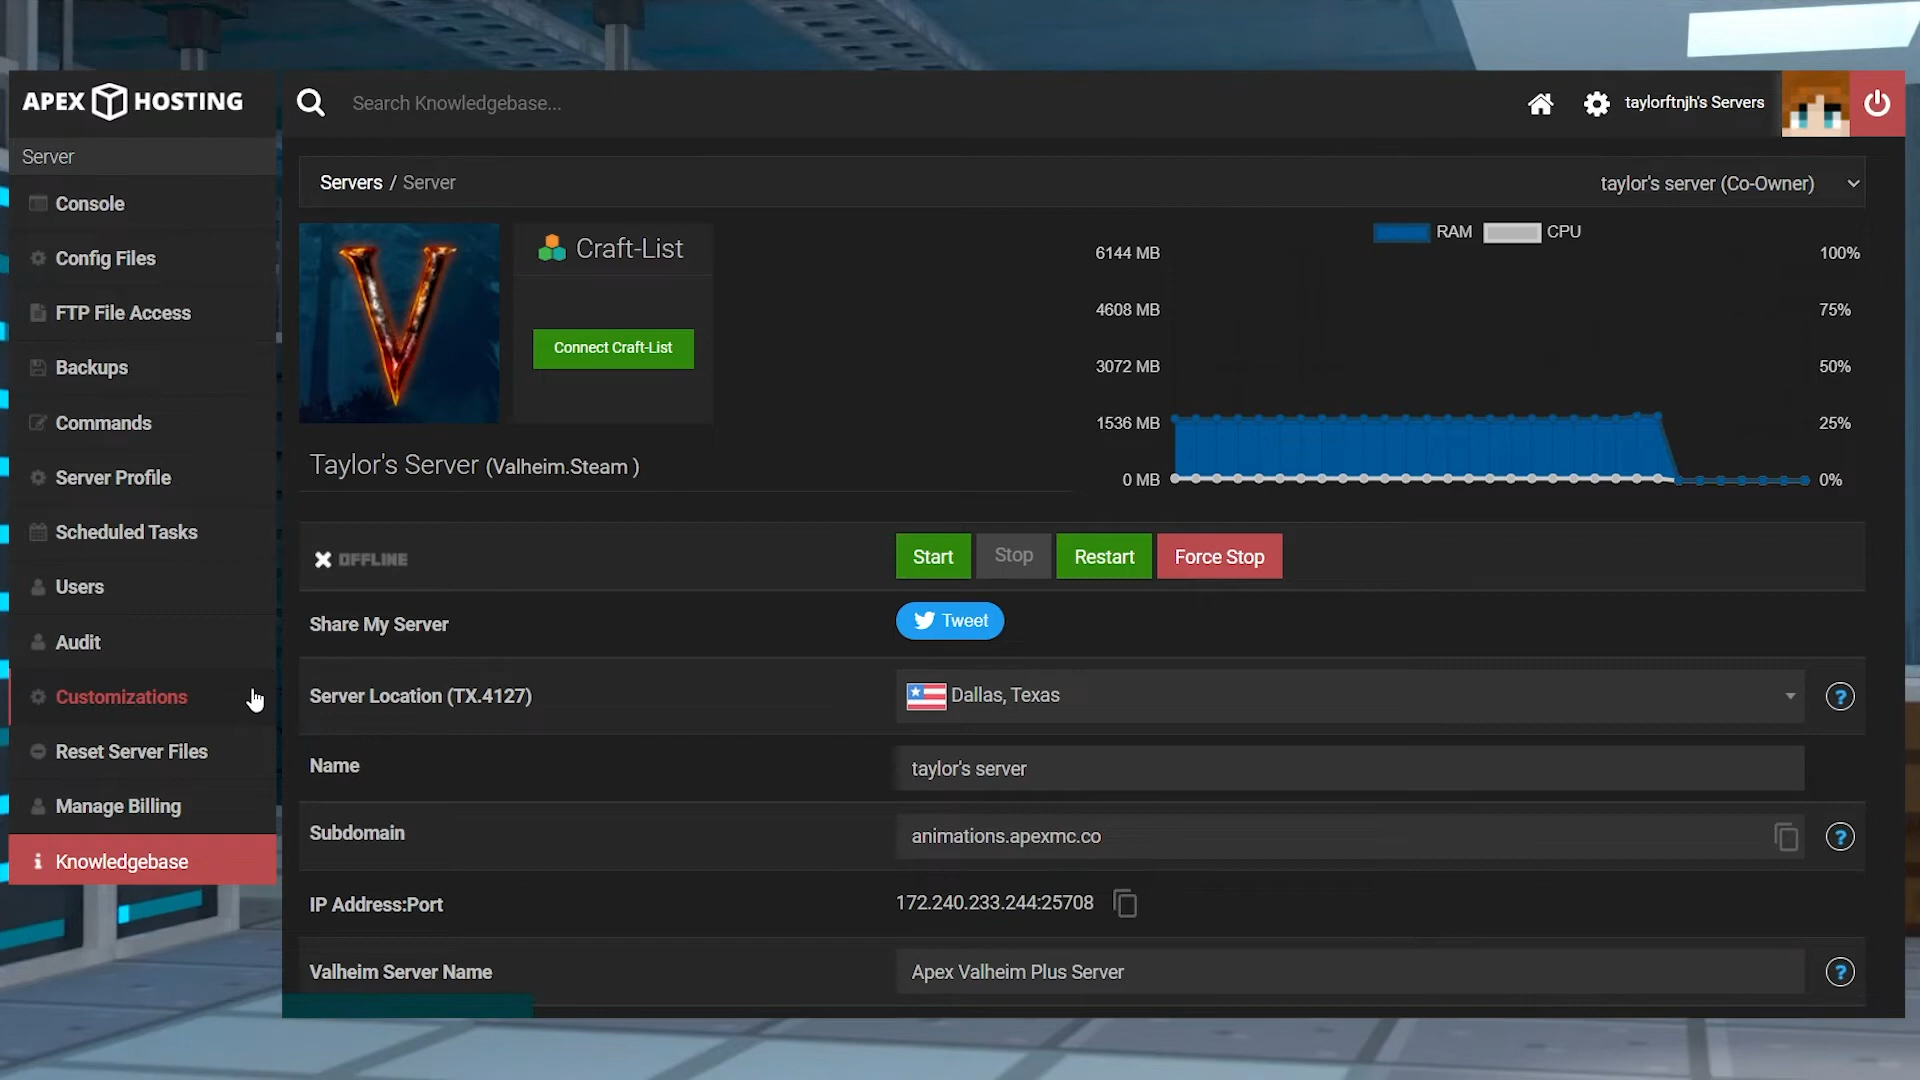 APEX HOSTING
Search Knowledgebase...
taylorftnjh's Servers
Server
Console
Config Files
FTP File Access
Backups
Commands
Server Profile
Scheduled Tasks
Users
Audit
Customizations
Reset Server Files
Manage Billing
Knowledgebase
Servers / Server
taylor's server (Co-Owner)
V
Craft-List
Connect Craft-List
Taylor's Server (Valheim.Steam )
RAM CPU
6144 MB 100%
4608 MB 75%
3072 MB 50%
1536 MB 25%
0 MB 0%
OFFLINE
Start Stop Restart Force Stop
Share My Server Tweet
Server Location (TX.4127) Dallas, Texas ?
Name taylor's server
Subdomain animations.apexmc.co ?
IP Address:Port 172.240.233.244:25708
Valheim Server Name Apex Valheim Plus Server ?